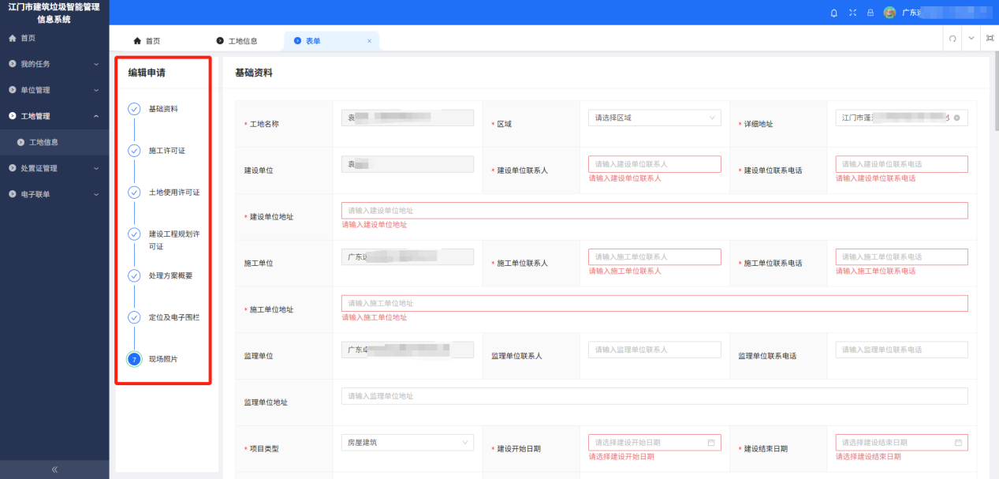 江门市建筑垃圾智能管理
信息系统
广东
首页
我的任务
单位管理
工地管理
工地信息
处置证管理
电子联单
首页
工地信息
表单
编辑申请
基础资料
施工许可证
土地使用许可证
建设工程规划许
可证
处理方案概要
定位及电子围栏
7
现场照片
基础资料
* 工地名称
袁
* 区域
请选择区域
* 详细地址
江门市蓬
建设单位
袁
* 建设单位联系人
请输入建设单位联系人
请输入建设单位联系人
* 建设单位联系电话
请输入建设单位联系电话
请输入建设单位联系电话
* 建设单位地址
请输入建设单位地址
请输入建设单位地址
施工单位
广东
* 施工单位联系人
请输入施工单位联系人
请输入施工单位联系人
* 施工单位联系电话
请输入施工单位联系电话
请输入施工单位联系电话
* 施工单位地址
请输入施工单位地址
请输入施工单位地址
监理单位
广东卓
监理单位联系人
请输入监理单位联系人
监理单位联系电话
请输入监理单位联系电话
监理单位地址
请输入监理单位地址
* 项目类型
房屋建筑
* 建设开始日期
请选择建设开始日期
请选择建设开始日期
* 建设结束日期
请选择建设结束日期
请选择建设结束日期